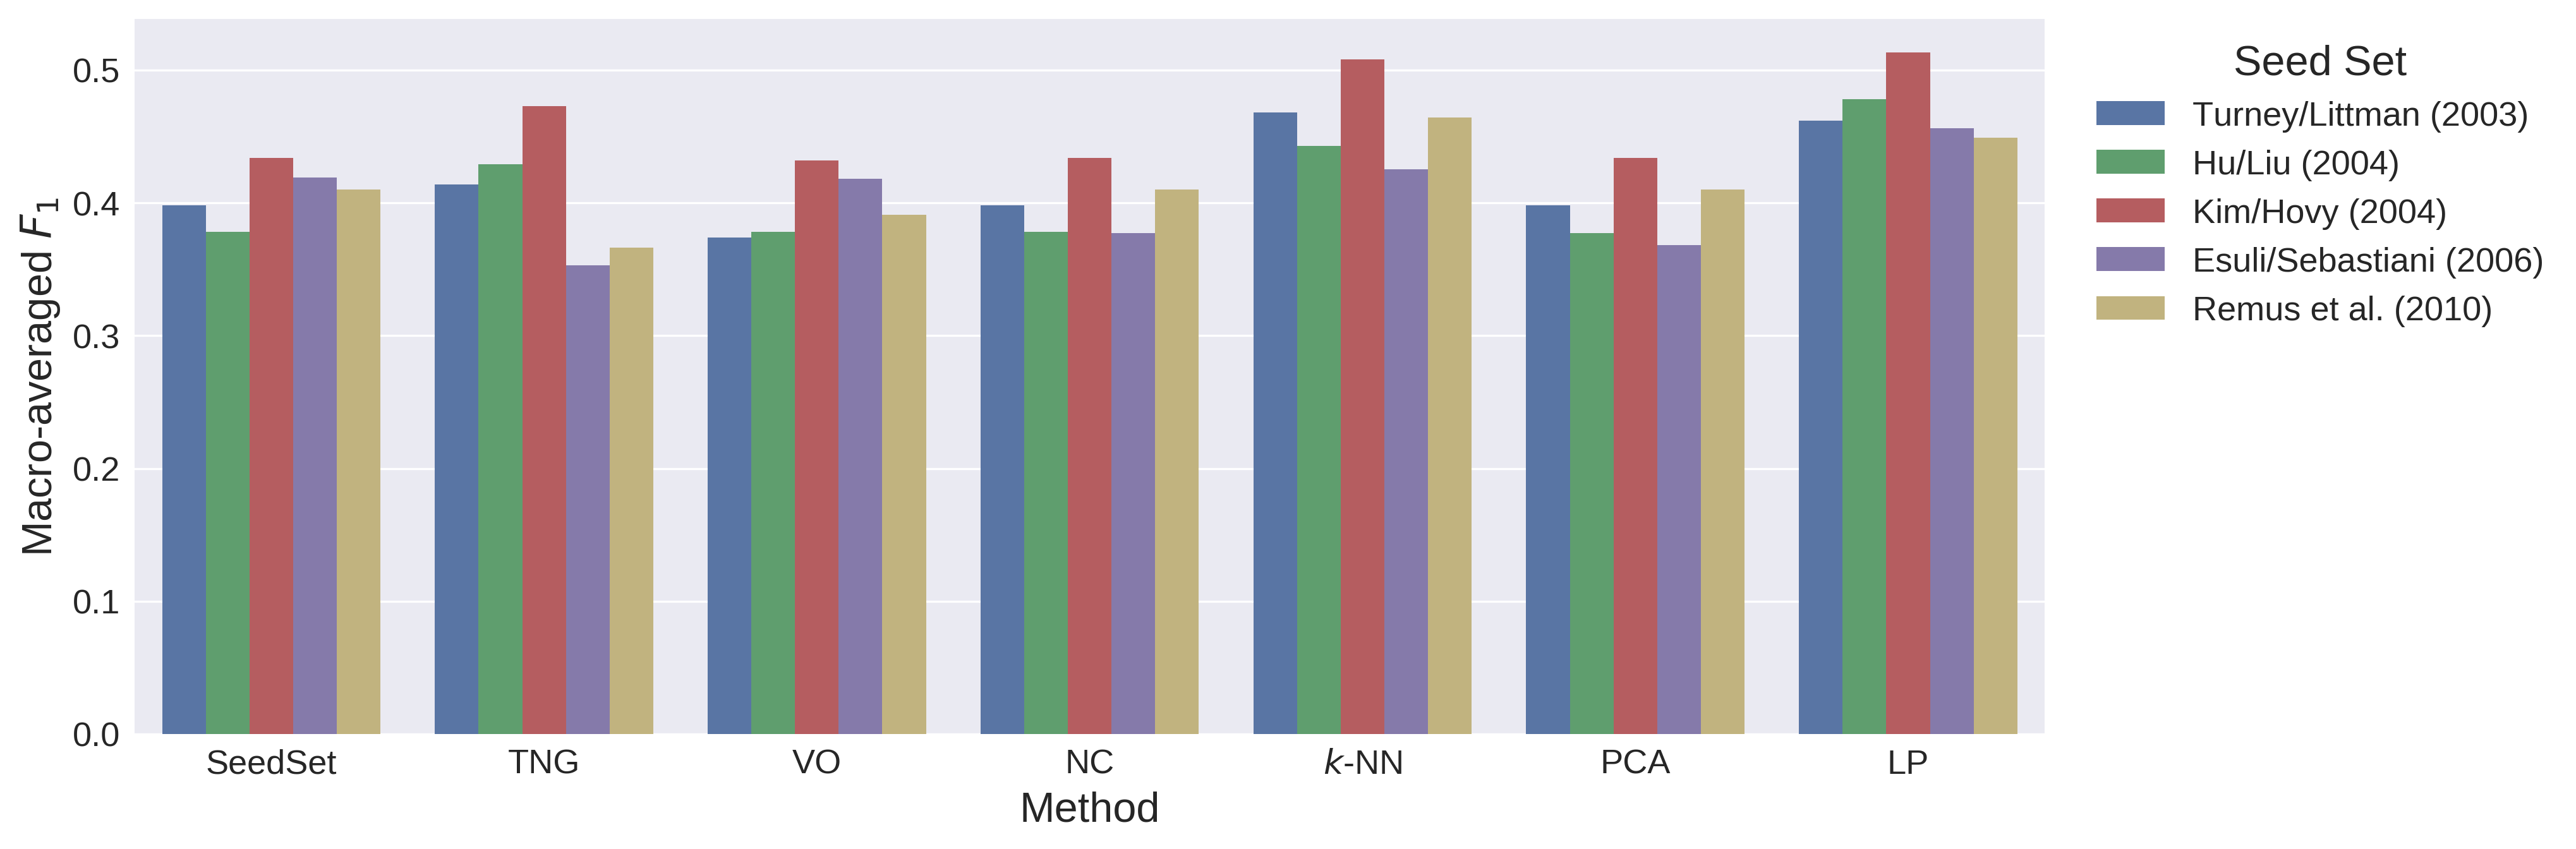 Macro-averaged F1
0.5
0.4
0.3
0.2
0.1
0.0
SeedSet TNG VO NC k-NN PCA LP
Method
Seed Set
Turney/Littman (2003)
Hu/Liu (2004)
Kim/Hovy (2004)
Esuli/Sebastiani (2006)
Remus et al. (2010)